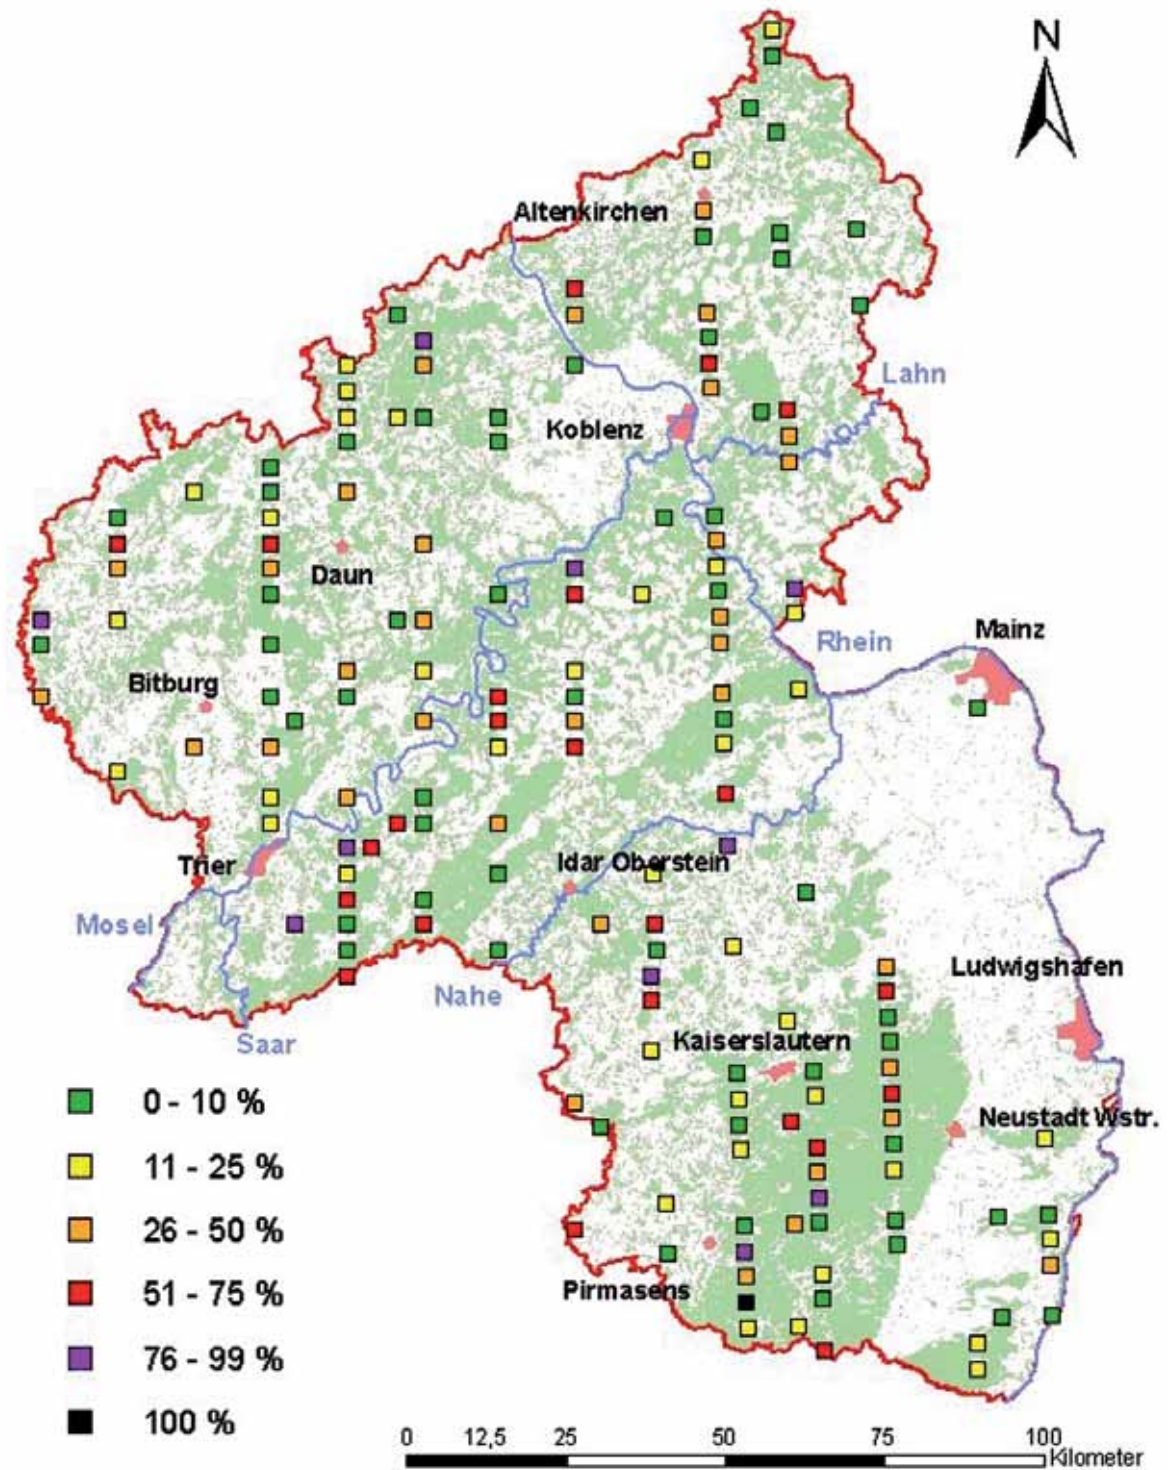 N
Altenkirchen
Lahn
Koblenz
Daun
Rhein
Mainz
Bitburg
Trier
Idar Oberstein
Mosel
Ludwigshafen
Nahe
Saar
Kaiserslautern
0 - 10 %
Neustadt Wstr.
11 - 25 %
26 - 50 %
51 - 75 %
Pirmasens
76 - 99 %
100 %
0 12,5 25 50 75 100
Kilometer